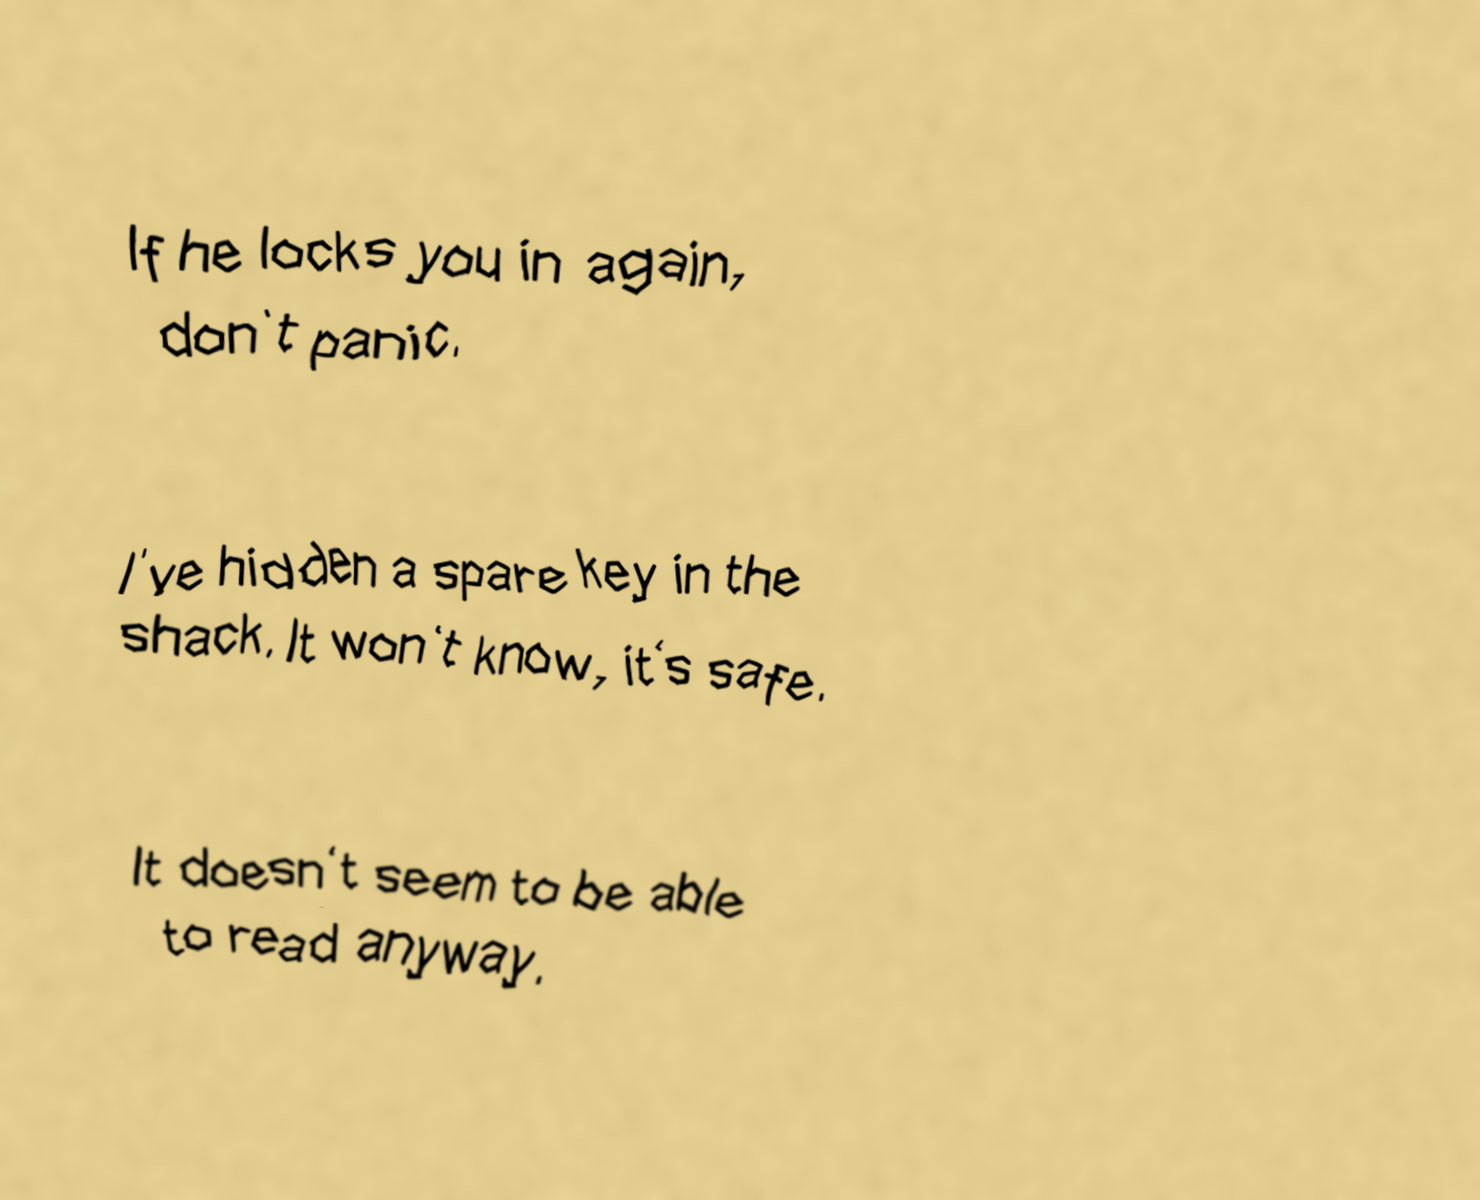 If he locks you in again,
don't panic.
I've hidden a spare key in the
shack. It won't know, it's safe.
It doesn't seem to be able
to read anyway.